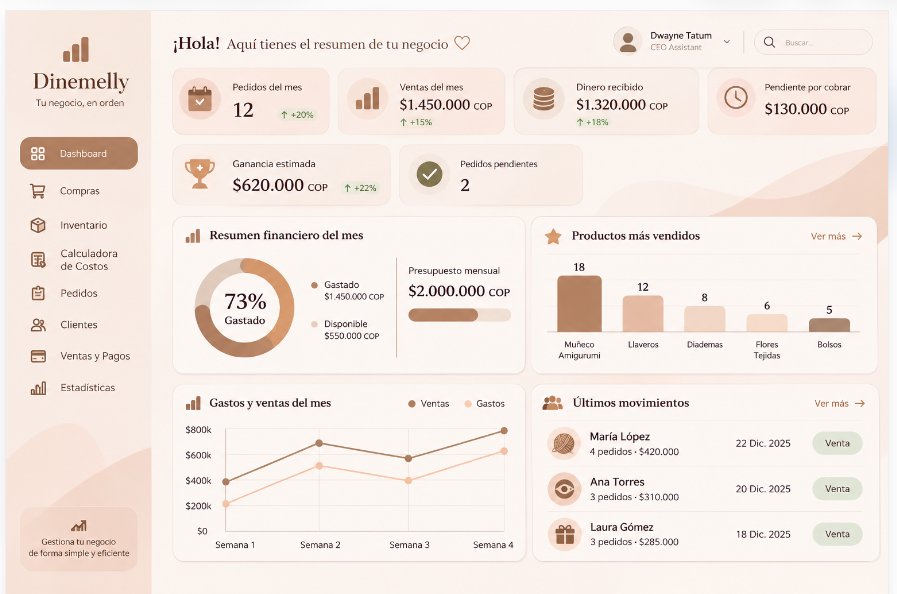 Dinemelly
Tu negocio, en orden
Dashboard
Compras
Inventario
Calculadora
de Costos
Pedidos
Clientes
Ventas y Pagos
Estadísticas
Gestiona tu negocio
de forma simple y eficiente
¡Hola! Aquí tienes el resumen de tu negocio
Dwayne Tatum
CEO Assistant
Buscar...
Pedidos del mes
12
↑ +20%
Ventas del mes
$1.450.000 COP
↑ +15%
Dinero recibido
$1.320.000 COP
↑ +18%
Pendiente por cobrar
$130.000 COP
Ganancia estimada
$620.000 COP
↑ +22%
Pedidos pendientes
2
Resumen financiero del mes
73%
Gastado
Gastado
$1.450.000 COP
Disponible
$550.000 COP
Presupuesto mensual
$2.000.000 COP
Productos más vendidos
Ver más →
18
12
8
6
5
Muñeco
Amigurumi
Llaveros
Diademas
Flores
Tejidas
Bolsos
Gastos y ventas del mes
Ventas
Gastos
$800k
$600k
$400k
$200k
$0
Semana 1
Semana 2
Semana 3
Semana 4
Últimos movimientos
Ver más →
María López
4 pedidos · $420.000
22 Dic. 2025
Venta
Ana Torres
3 pedidos · $310.000
20 Dic. 2025
Venta
Laura Gómez
3 pedidos · $285.000
18 Dic. 2025
Venta